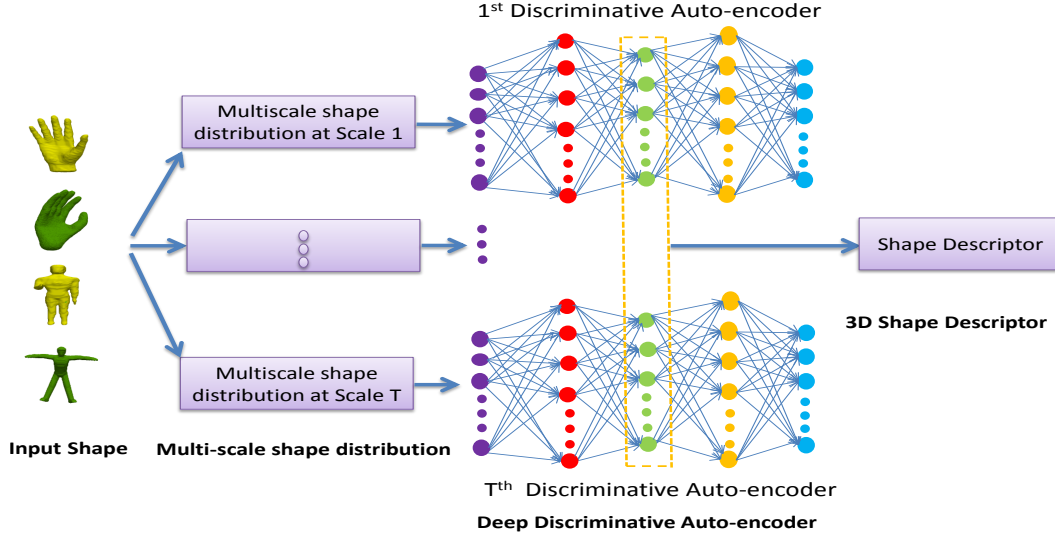 1st Discriminative Auto-encoder
Multiscale shape
distribution at Scale 1
Shape Descriptor
3D Shape Descriptor
Multiscale shape
distribution at Scale T
Input Shape
Multi-scale shape distribution
Tth Discriminative Auto-encoder
Deep Discriminative Auto-encoder